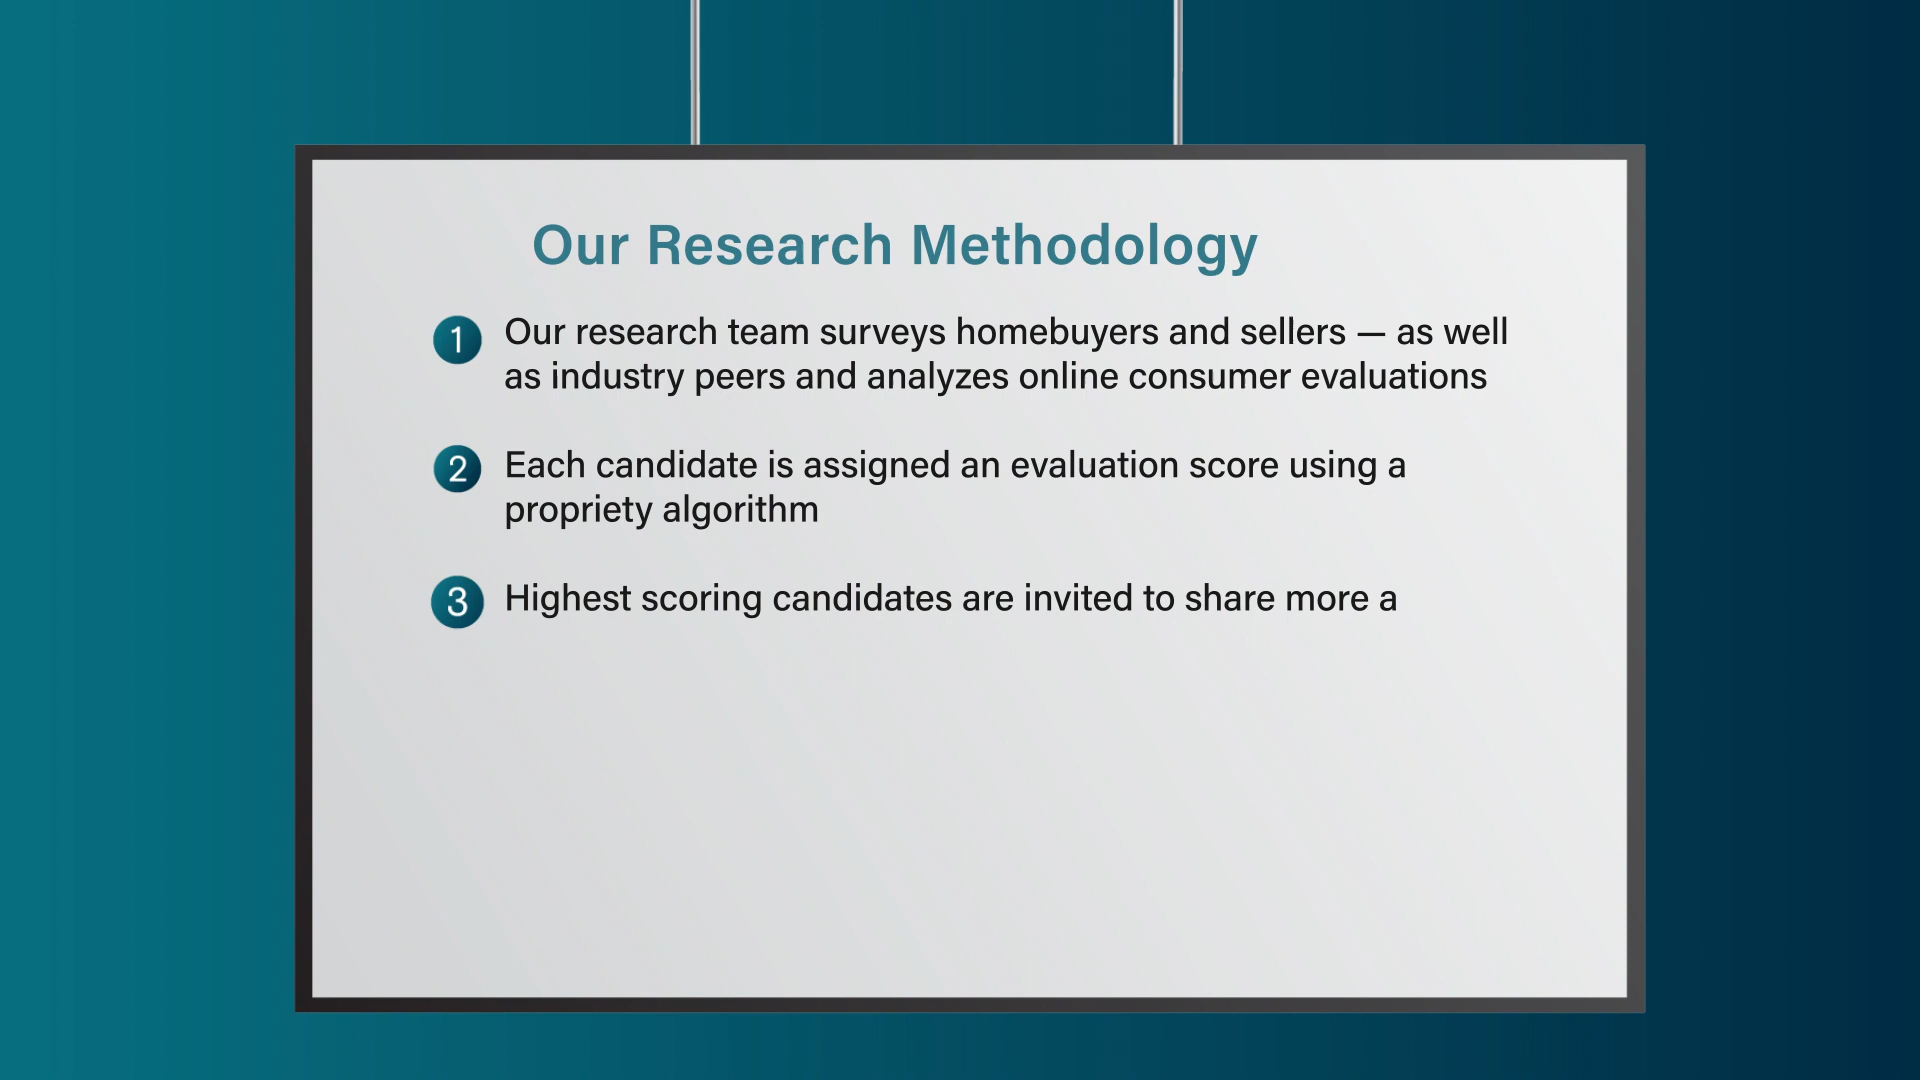 Our Research Methodology
1 Our research team surveys homebuyers and sellers — as well
as industry peers and analyzes online consumer evaluations
2 Each candidate is assigned an evaluation score using a
propriety algorithm
3 Highest scoring candidates are invited to share more a